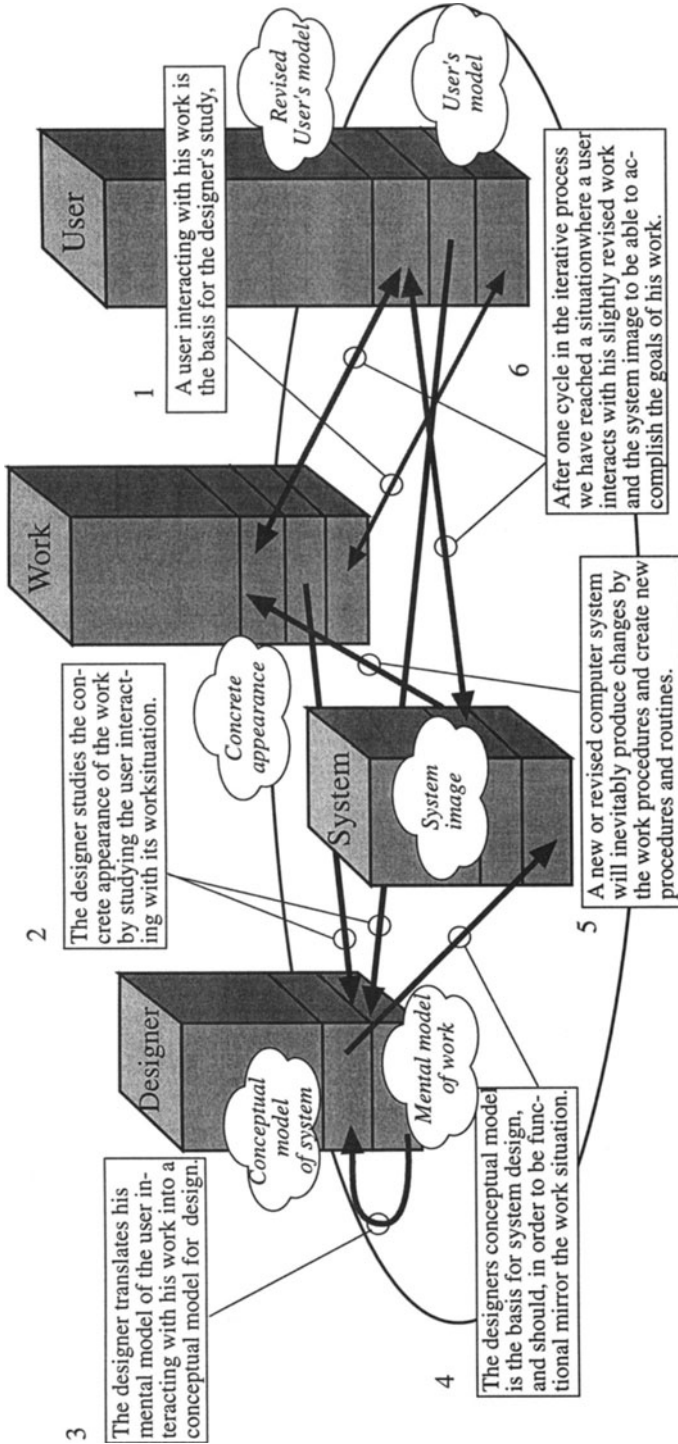 1
A user interacting with his work is
the basis for the designer's study,
2
The designer studies the con-
crete appearance of the work
by studying the user interact-
ing with its worksituation.
3
The designer translates his
mental model of the user in-
teracting with his work into a
conceptual model for design.
4
The designers conceptual model
is the basis for system design,
and should, in order to be func-
tional mirror the work situation.
5
A new or revised computer system
will inevitably produce changes by
the work procedures and create new
procedures and routines.
6
After one cycle in the iterative process
we have reached a situationwhere a user
interacts with his slightly revised work
and the system image to be able to ac-
complish the goals of his work.
Designer
Conceptual
model
of system
Mental model
of work
System
System
image
Work
Concrete
appearance
User
Revised
User's model
User's
model